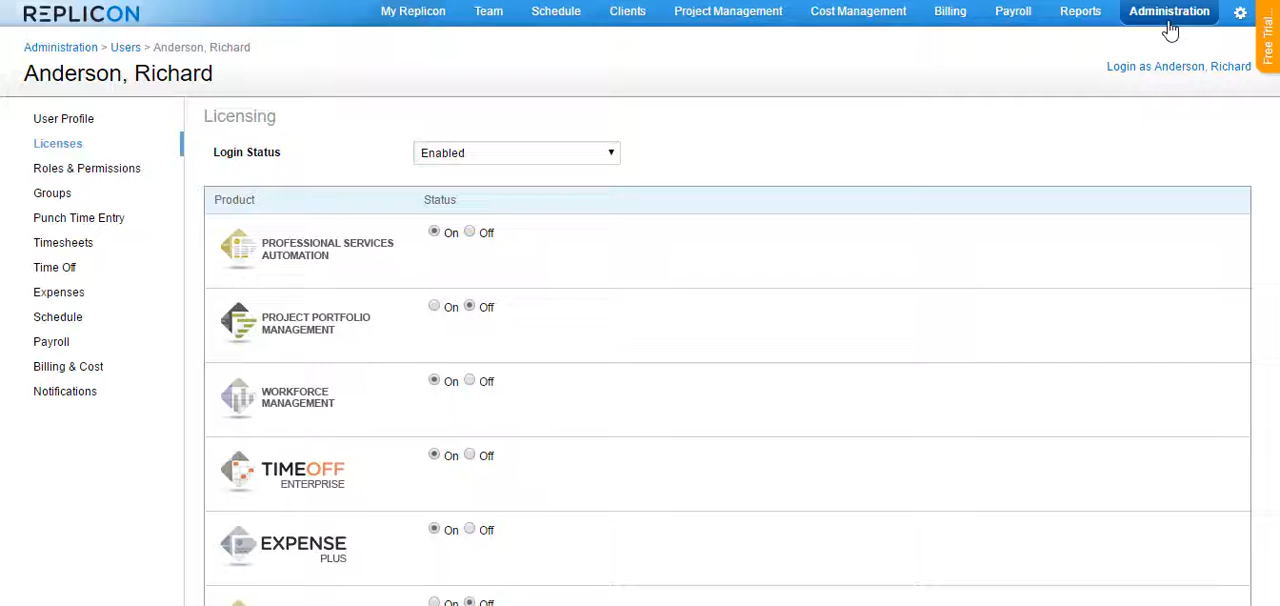 REPLICON
My Replicon Team Schedule Clients Project Management Cost Management Billing Payroll Reports Administration
Free Trial...
Administration > Users > Anderson, Richard
Anderson, Richard
Login as Anderson, Richard
User Profile
Licenses
Roles & Permissions
Groups
Punch Time Entry
Timesheets
Time Off
Expenses
Schedule
Payroll
Billing & Cost
Notifications
Licensing
Login Status Enabled
Product Status
PROFESSIONAL SERVICES
AUTOMATION
On Off
PROJECT PORTFOLIO
MANAGEMENT
On Off
WORKFORCE
MANAGEMENT
On Off
TIMEOFF
ENTERPRISE
On Off
EXPENSE
PLUS
On Off
On Off